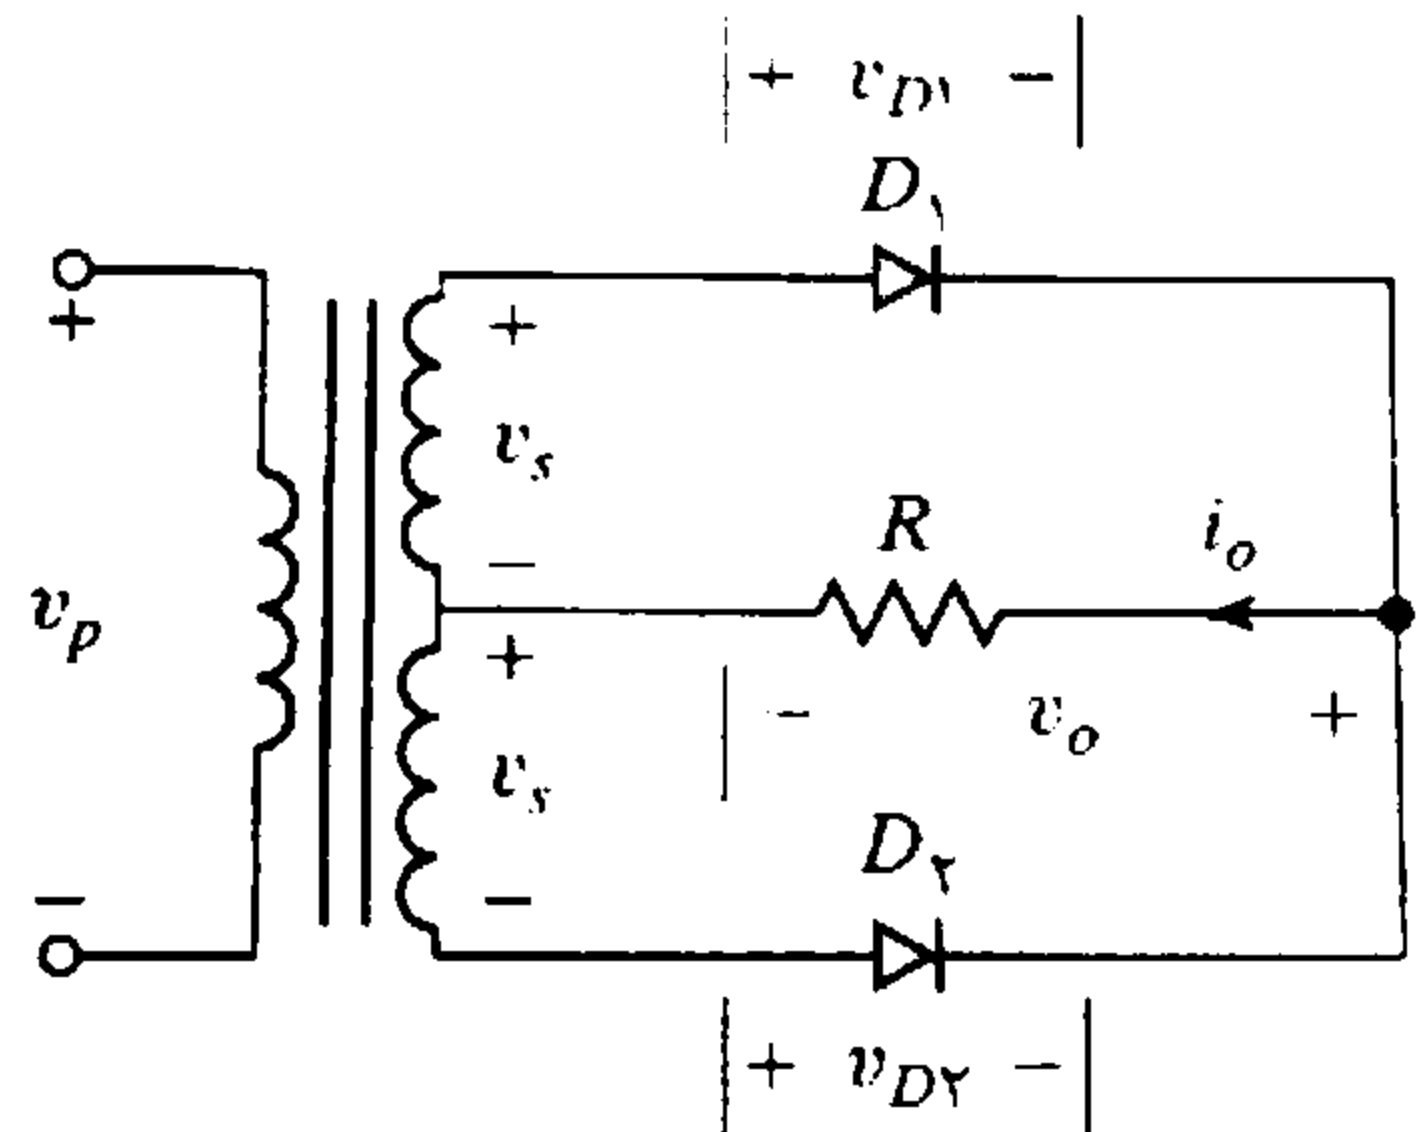 + v_D۱ −
D۱
+
+
v_s
−
R
i_o
v_p
+
− v_o +
v_s
D۲
−
−
+ v_D۲ −